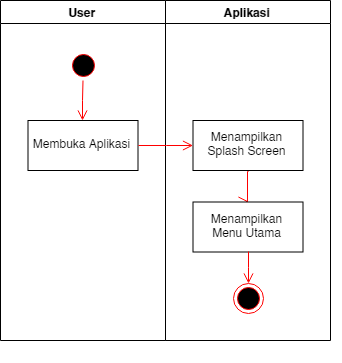 User
Aplikasi
Membuka Aplikasi
Menampilkan
Splash Screen
Menampilkan
Menu Utama